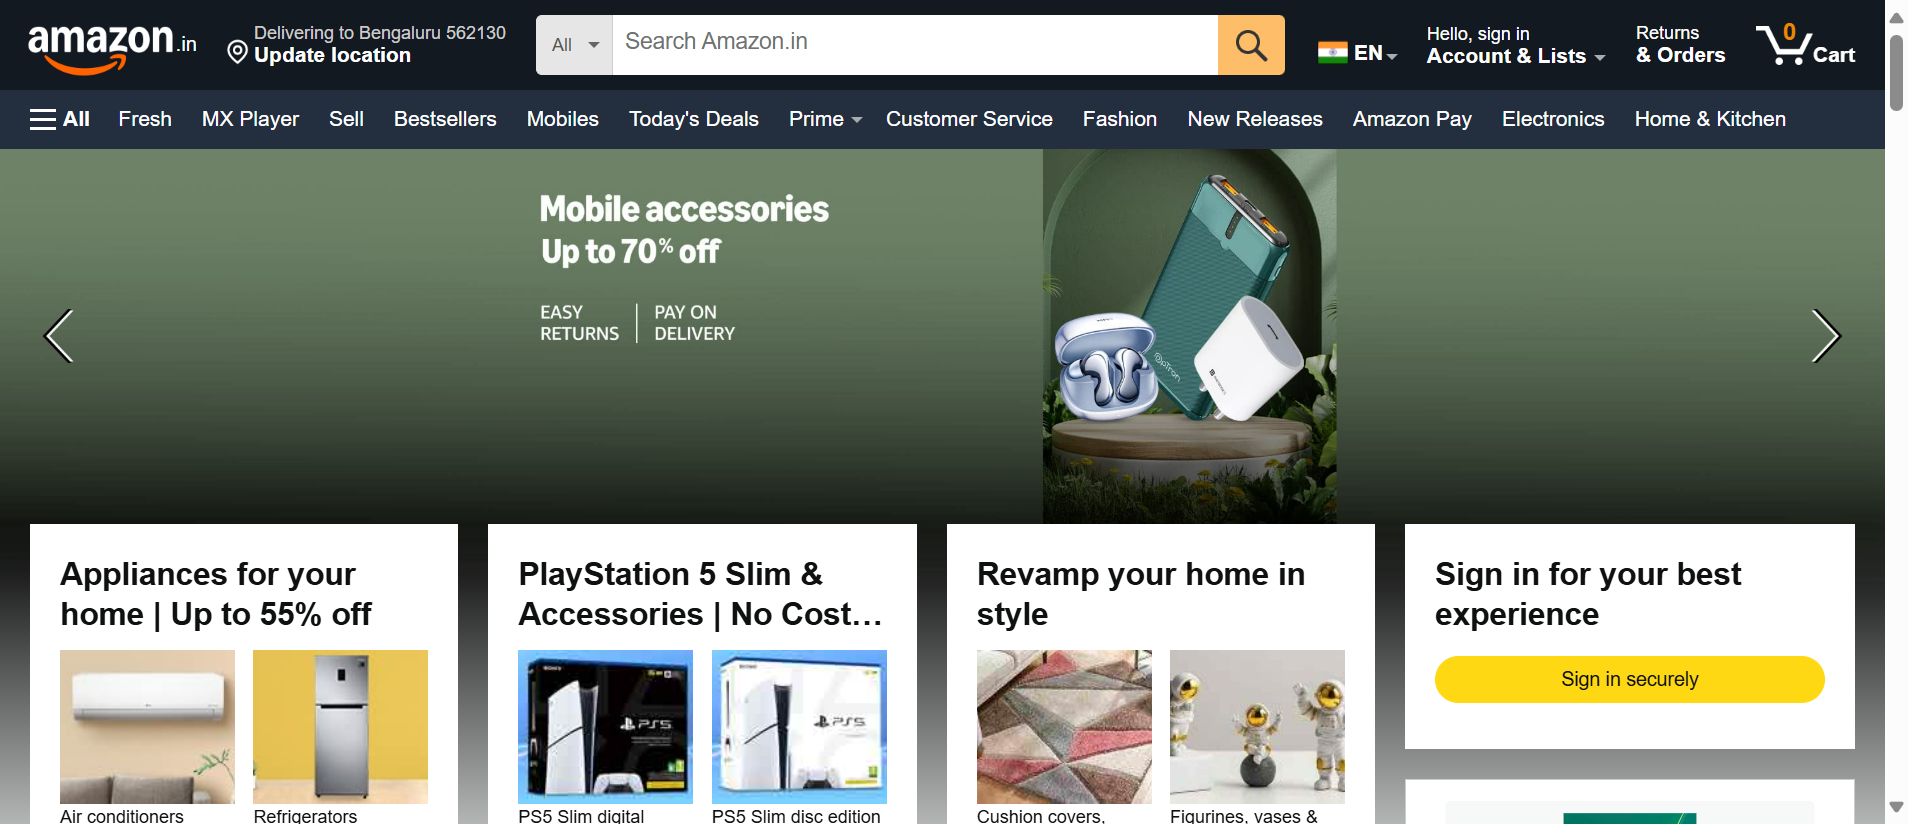 amazon.in
Delivering to Bengaluru 562130
Update location
All
Search Amazon.in
EN
Hello, sign in
Account & Lists
Returns
& Orders
0
Cart
All
Fresh
MX Player
Sell
Bestsellers
Mobiles
Today's Deals
Prime
Customer Service
Fashion
New Releases
Amazon Pay
Electronics
Home & Kitchen
Mobile accessories
Up to 70% off
EASY
RETURNS
PAY ON
DELIVERY
pTron
Appliances for your
home | Up to 55% off
Air conditioners
Refrigerators
PlayStation 5 Slim &
Accessories | No Cost…
SONY
PS5
PS5
PS5 Slim digital
PS5 Slim disc edition
Revamp your home in
style
Cushion covers,
Figurines, vases &
Sign in for your best
experience
Sign in securely